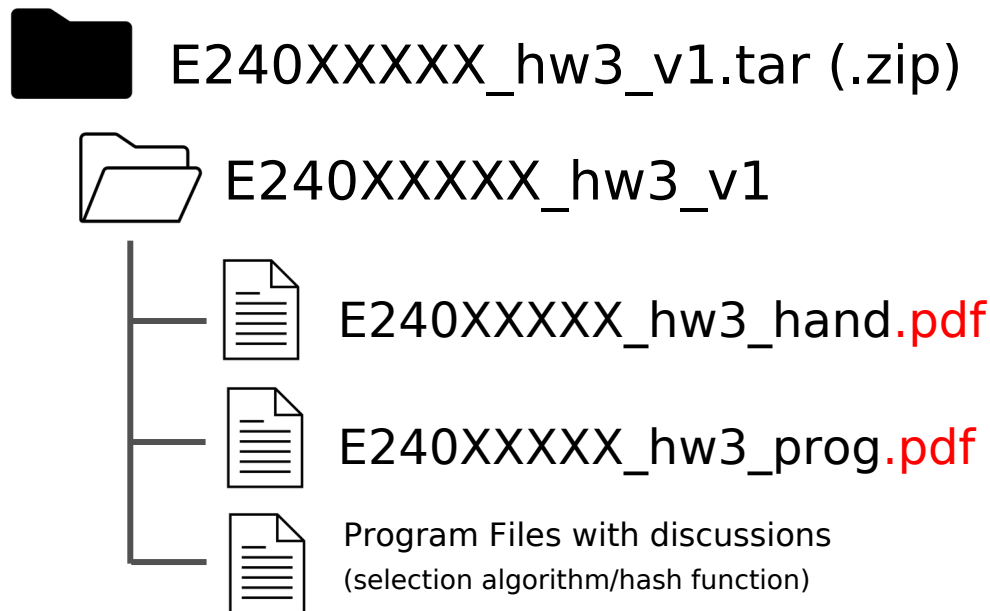 E240XXXXX_hw3_v1.tar (.zip)
E240XXXXX_hw3_v1
E240XXXXX_hw3_hand.pdf
E240XXXXX_hw3_prog.pdf
Program Files with discussions
(selection algorithm/hash function)